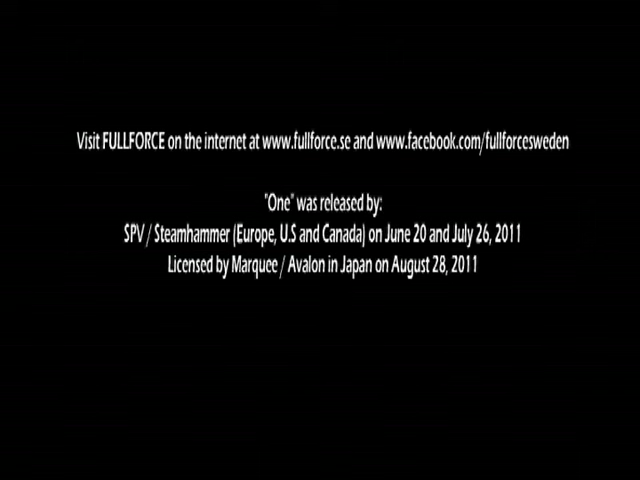 Visit FULLFORCE on the internet at www.fullforce.se and www.facebook.com/fullforcesweden
"One" was released by:
SPV / Steamhammer (Europe, U.S and Canada) on June 20 and July 26, 2011
Licensed by Marquee / Avalon in Japan on August 28, 2011